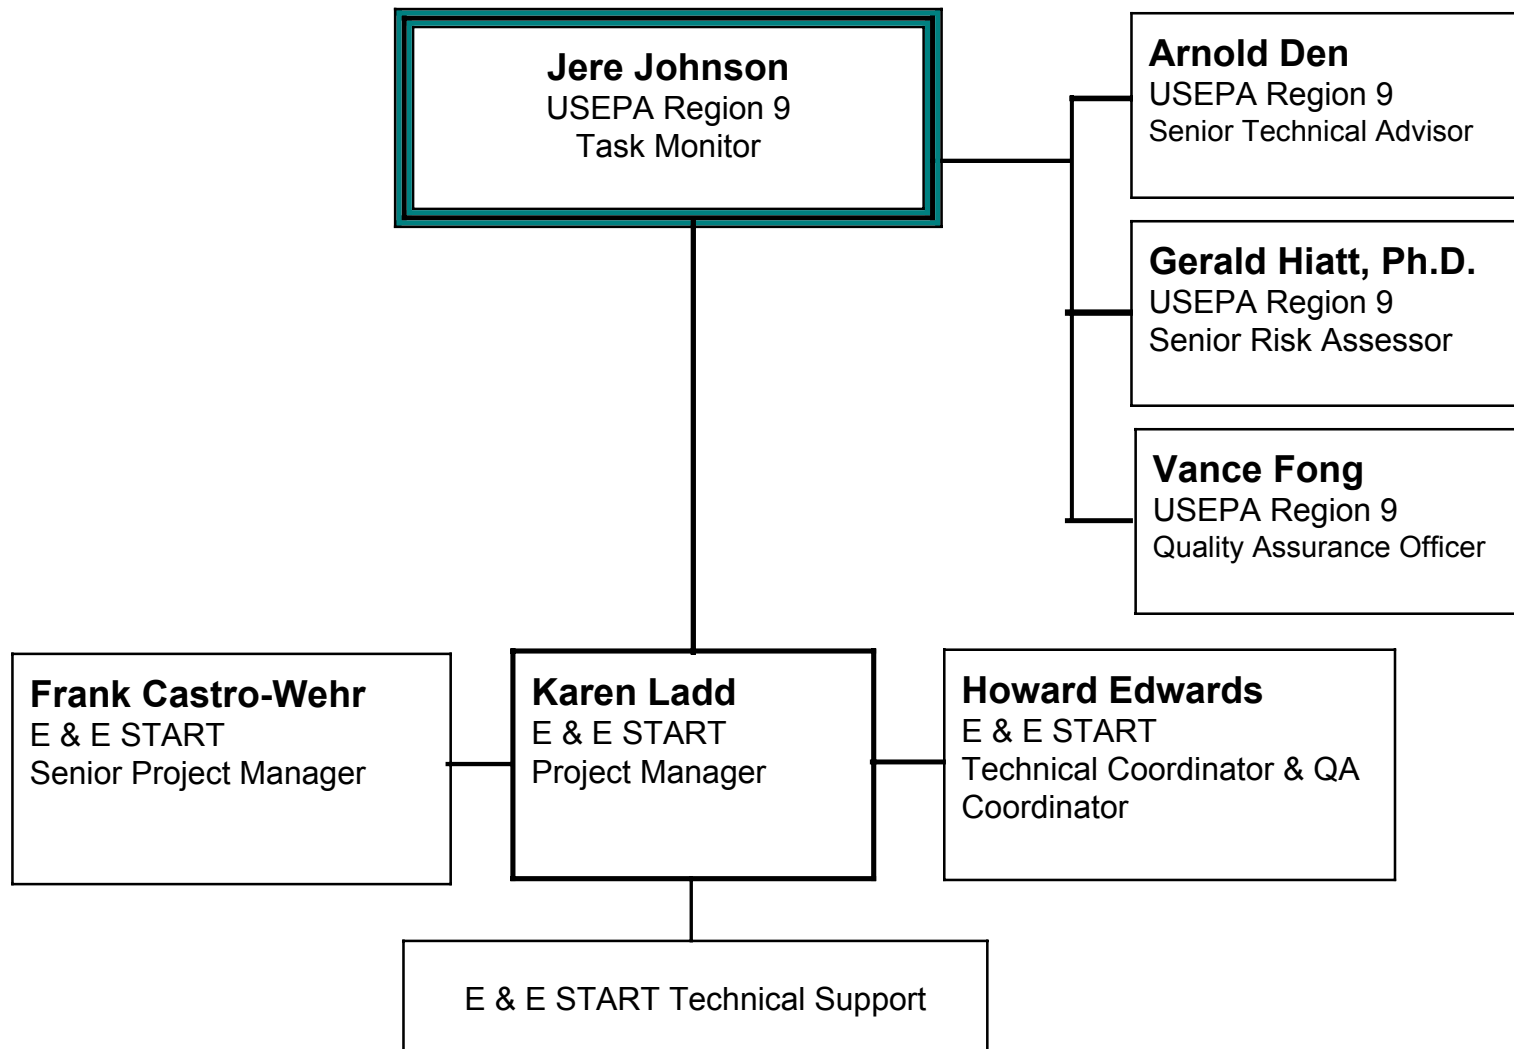 Jere Johnson
USEPA Region 9
Task Monitor
Arnold Den
USEPA Region 9
Senior Technical Advisor
Gerald Hiatt, Ph.D.
USEPA Region 9
Senior Risk Assessor
Vance Fong
USEPA Region 9
Quality Assurance Officer
Frank Castro-Wehr
E & E START
Senior Project Manager
Karen Ladd
E & E START
Project Manager
Howard Edwards
E & E START
Technical Coordinator & QA
Coordinator
E & E START Technical Support